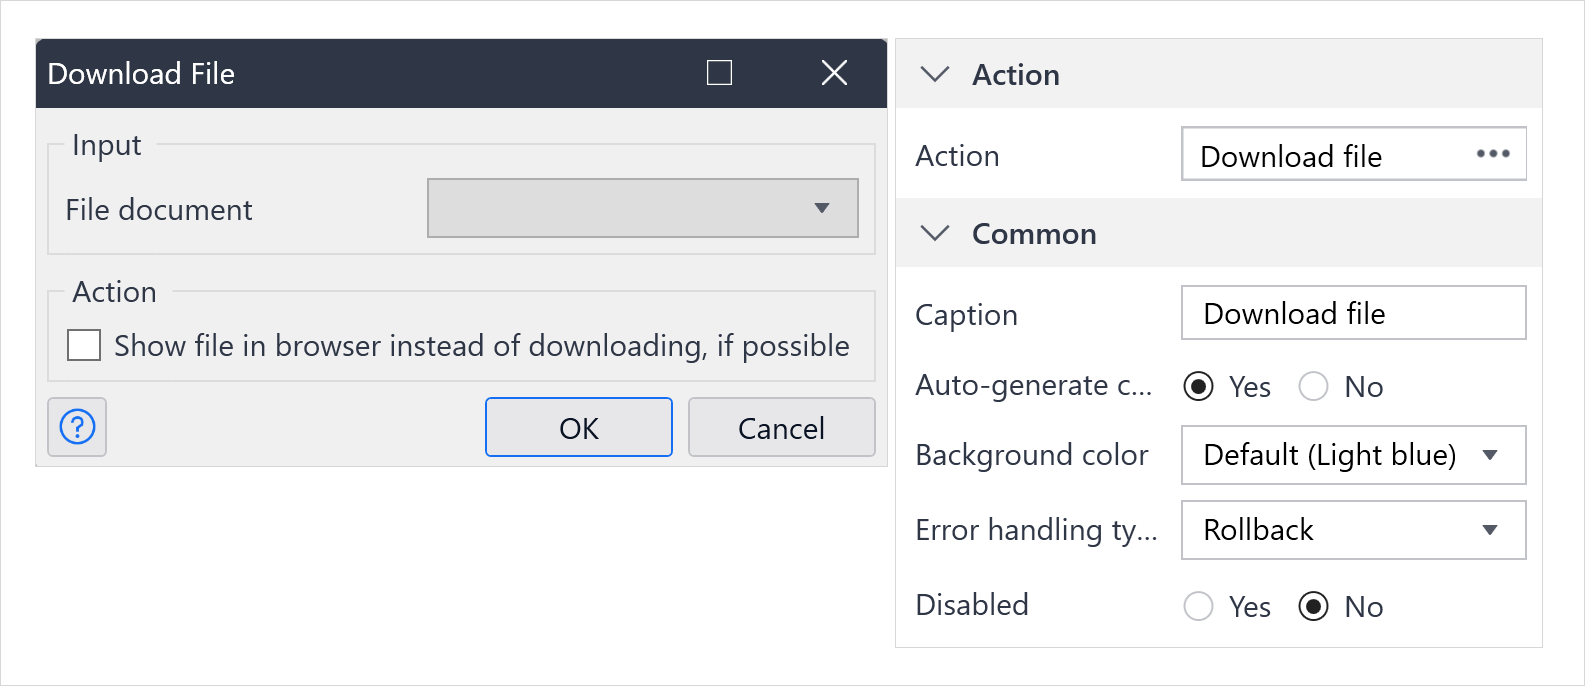 Download File
Input
File document
Action
Show file in browser instead of downloading, if possible
?
OK
Cancel
Action
Action
Download file
•••
Common
Caption
Download file
Auto-generate c...
Yes
No
Background color
Default (Light blue)
Error handling ty...
Rollback
Disabled
Yes
No